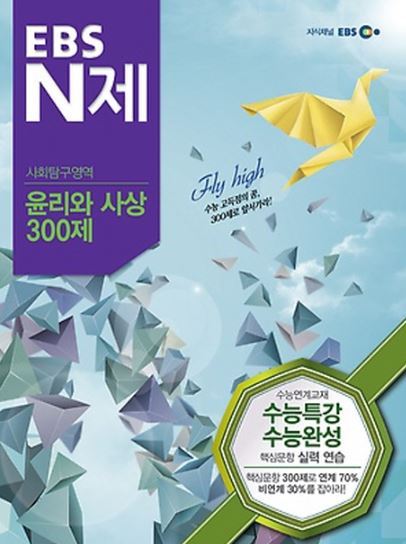 EBS
N제
지식채널 EBS
사회탐구영역
윤리와 사상
300제
Fly high
수능 고득점의 꿈,
300제로 앞서가라!
수능연계교재
수능특강
수능완성
핵심문항 실력 연습
핵심문항 300제로 연계 70%
비연계 30%를 잡아라!